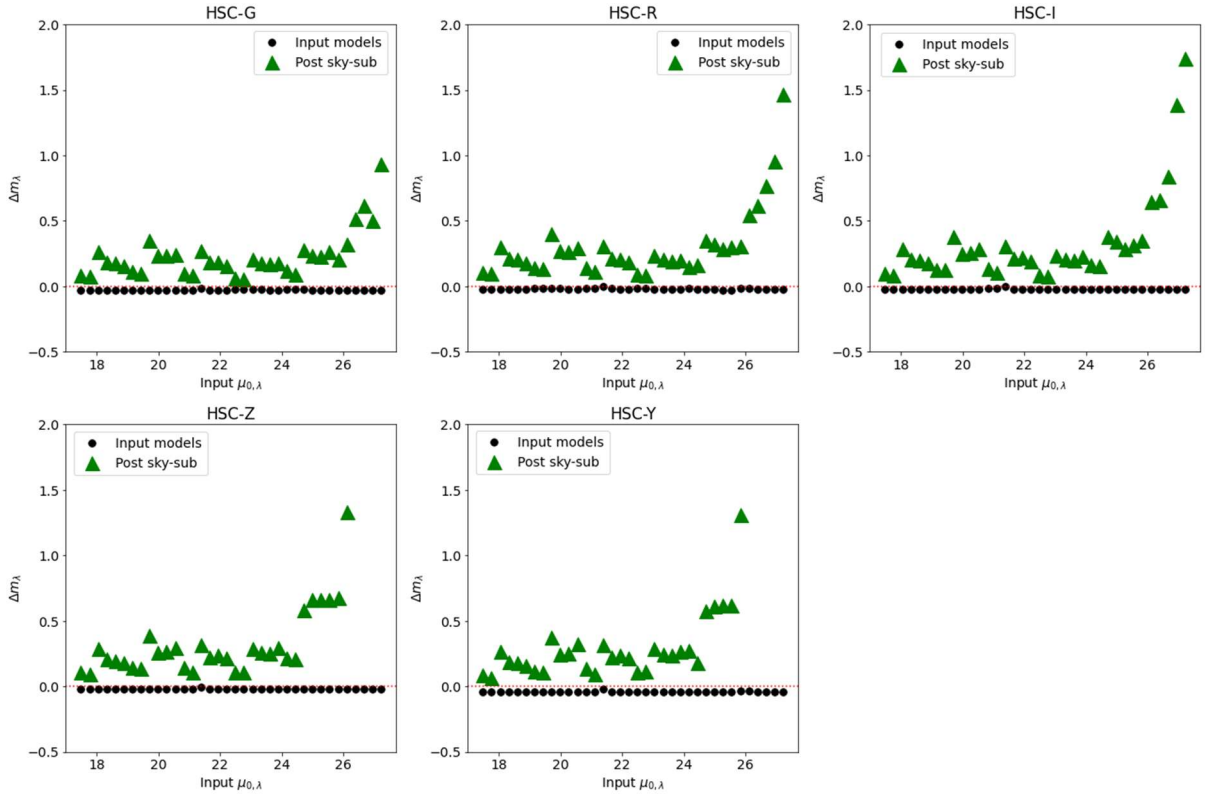 HSC-G
2.0
1.5
1.0
0.5
0.0
−0.5
Δmλ
Input models
Post sky-sub
18 20 22 24 26
Input μ0,λ
HSC-R
2.0
1.5
1.0
0.5
0.0
−0.5
Δmλ
Input models
Post sky-sub
18 20 22 24 26
Input μ0,λ
HSC-I
2.0
1.5
1.0
0.5
0.0
−0.5
Δmλ
Input models
Post sky-sub
18 20 22 24 26
Input μ0,λ
HSC-Z
2.0
1.5
1.0
0.5
0.0
−0.5
Δmλ
Input models
Post sky-sub
18 20 22 24 26
Input μ0,λ
HSC-Y
2.0
1.5
1.0
0.5
0.0
−0.5
Δmλ
Input models
Post sky-sub
18 20 22 24 26
Input μ0,λ